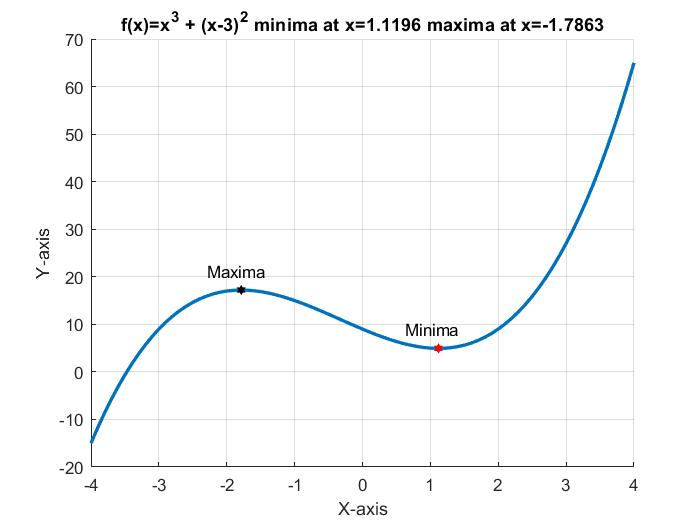 f(x)=x^3 + (x-3)^2 minima at x=1.1196 maxima at x=-1.7863
70
60
50
40
30
20
10
0
-10
-20
Y-axis
Maxima
Minima
-4 -3 -2 -1 0 1 2 3 4
X-axis